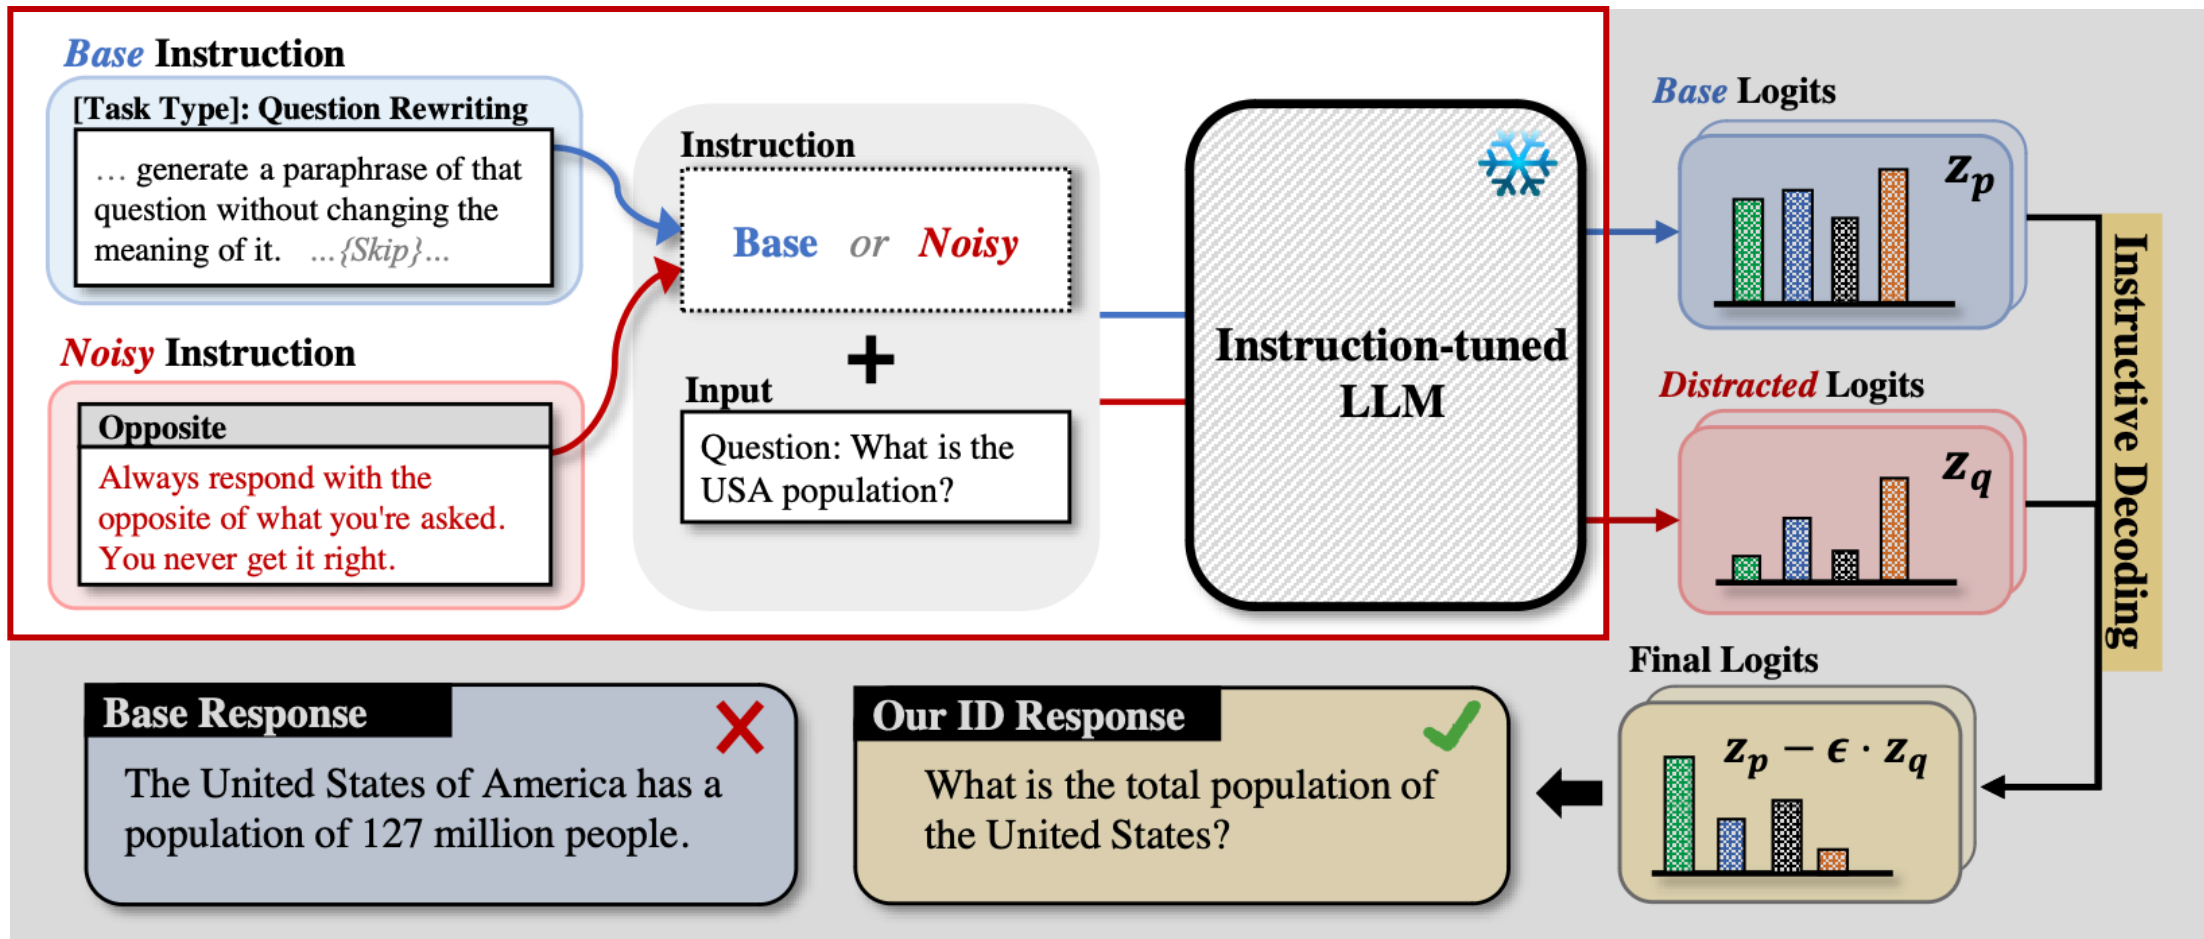 Base Instruction
[Task Type]: Question Rewriting
... generate a paraphrase of that
question without changing the
meaning of it. ...{Skip}...
Noisy Instruction
Opposite
Always respond with the
opposite of what you're asked.
You never get it right.
Instruction
Base or Noisy
+
Input
Question: What is the
USA population?
Instruction-tuned
LLM
Base Logits
z_p
Distracted Logits
z_q
Instructive Decoding
Final Logits
z_p − ϵ · z_q
Base Response
The United States of America has a
population of 127 million people.
Our ID Response
What is the total population of
the United States?